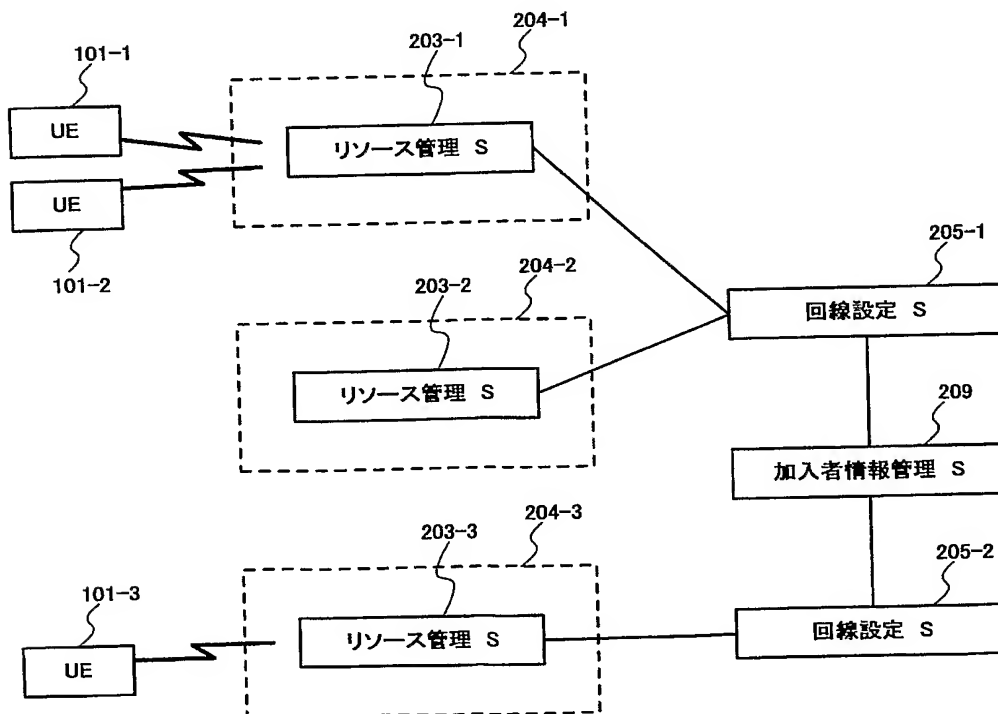 204-1
203-1
101-1
UE
リソース管理 S
UE
101-2
204-2
203-2
205-1
回線設定 S
リソース管理 S
209
加入者情報管理 S
204-3
203-3
205-2
101-3
リソース管理 S
回線設定 S
UE